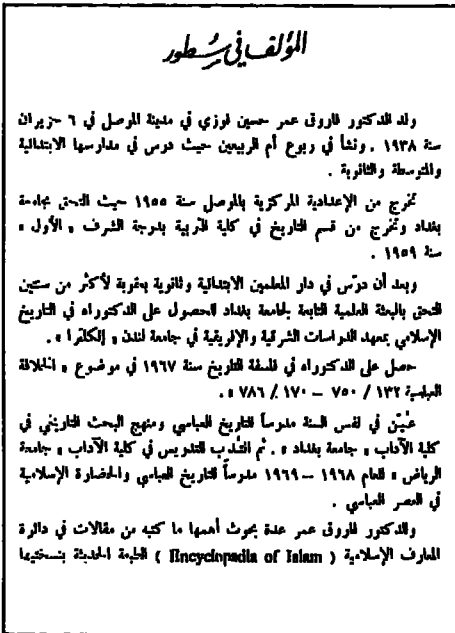 المؤلف في سطور
ولد الدكتور فاروق عمر حسين فوزي في مدينة الموصل في ٦ حزيران
سنة ١٩٣٨ . ونشأ في ربوع أم الربيعين حيث درس في مدارسها الابتدائية
والمتوسطة والثانوية .
تخرج من الإعدادية المركزية بالموصل سنة ١٩٥٥ حيث التحق بجامعة
بغداد وتخرج من قسم التاريخ في كلية التربية بدرجة الشرف « الأول »
سنة ١٩٥٩ .
وبعد أن درّس في دار المعلمين الابتدائية وثانوية بعقوبة لأكثر من سنتين
التحق بالبعثة العلمية التابعة لجامعة بغداد للحصول على الدكتوراه في التاريخ
الإسلامي بمعهد الدراسات الشرقية والإفريقية في جامعة لندن « إنكلترا » .
حصل على الدكتوراه في فلسفة التاريخ سنة ١٩٦٧ في موضوع « الخلافة
العباسية ١٣٢ / ٧٥٠ – ١٧٠ / ٧٨٦ » .
عُيّن في نفس السنة مدرساً للتاريخ العباسي ومنهج البحث التاريخي في
كلية الآداب « جامعة بغداد » . ثم انتُدب للتدريس في كلية الآداب « جامعة
الرياض » للعام ١٩٦٨ – ١٩٦٩ مدرساً للتاريخ العباسي والحضارة الإسلامية
في العصر العباسي .
وللدكتور فاروق عمر عدة بحوث أهمها ما كتبه من مقالات في دائرة
المعارف الإسلامية ( Encyclopadia of Islam ) الطبعة الحديثة بنسختيها